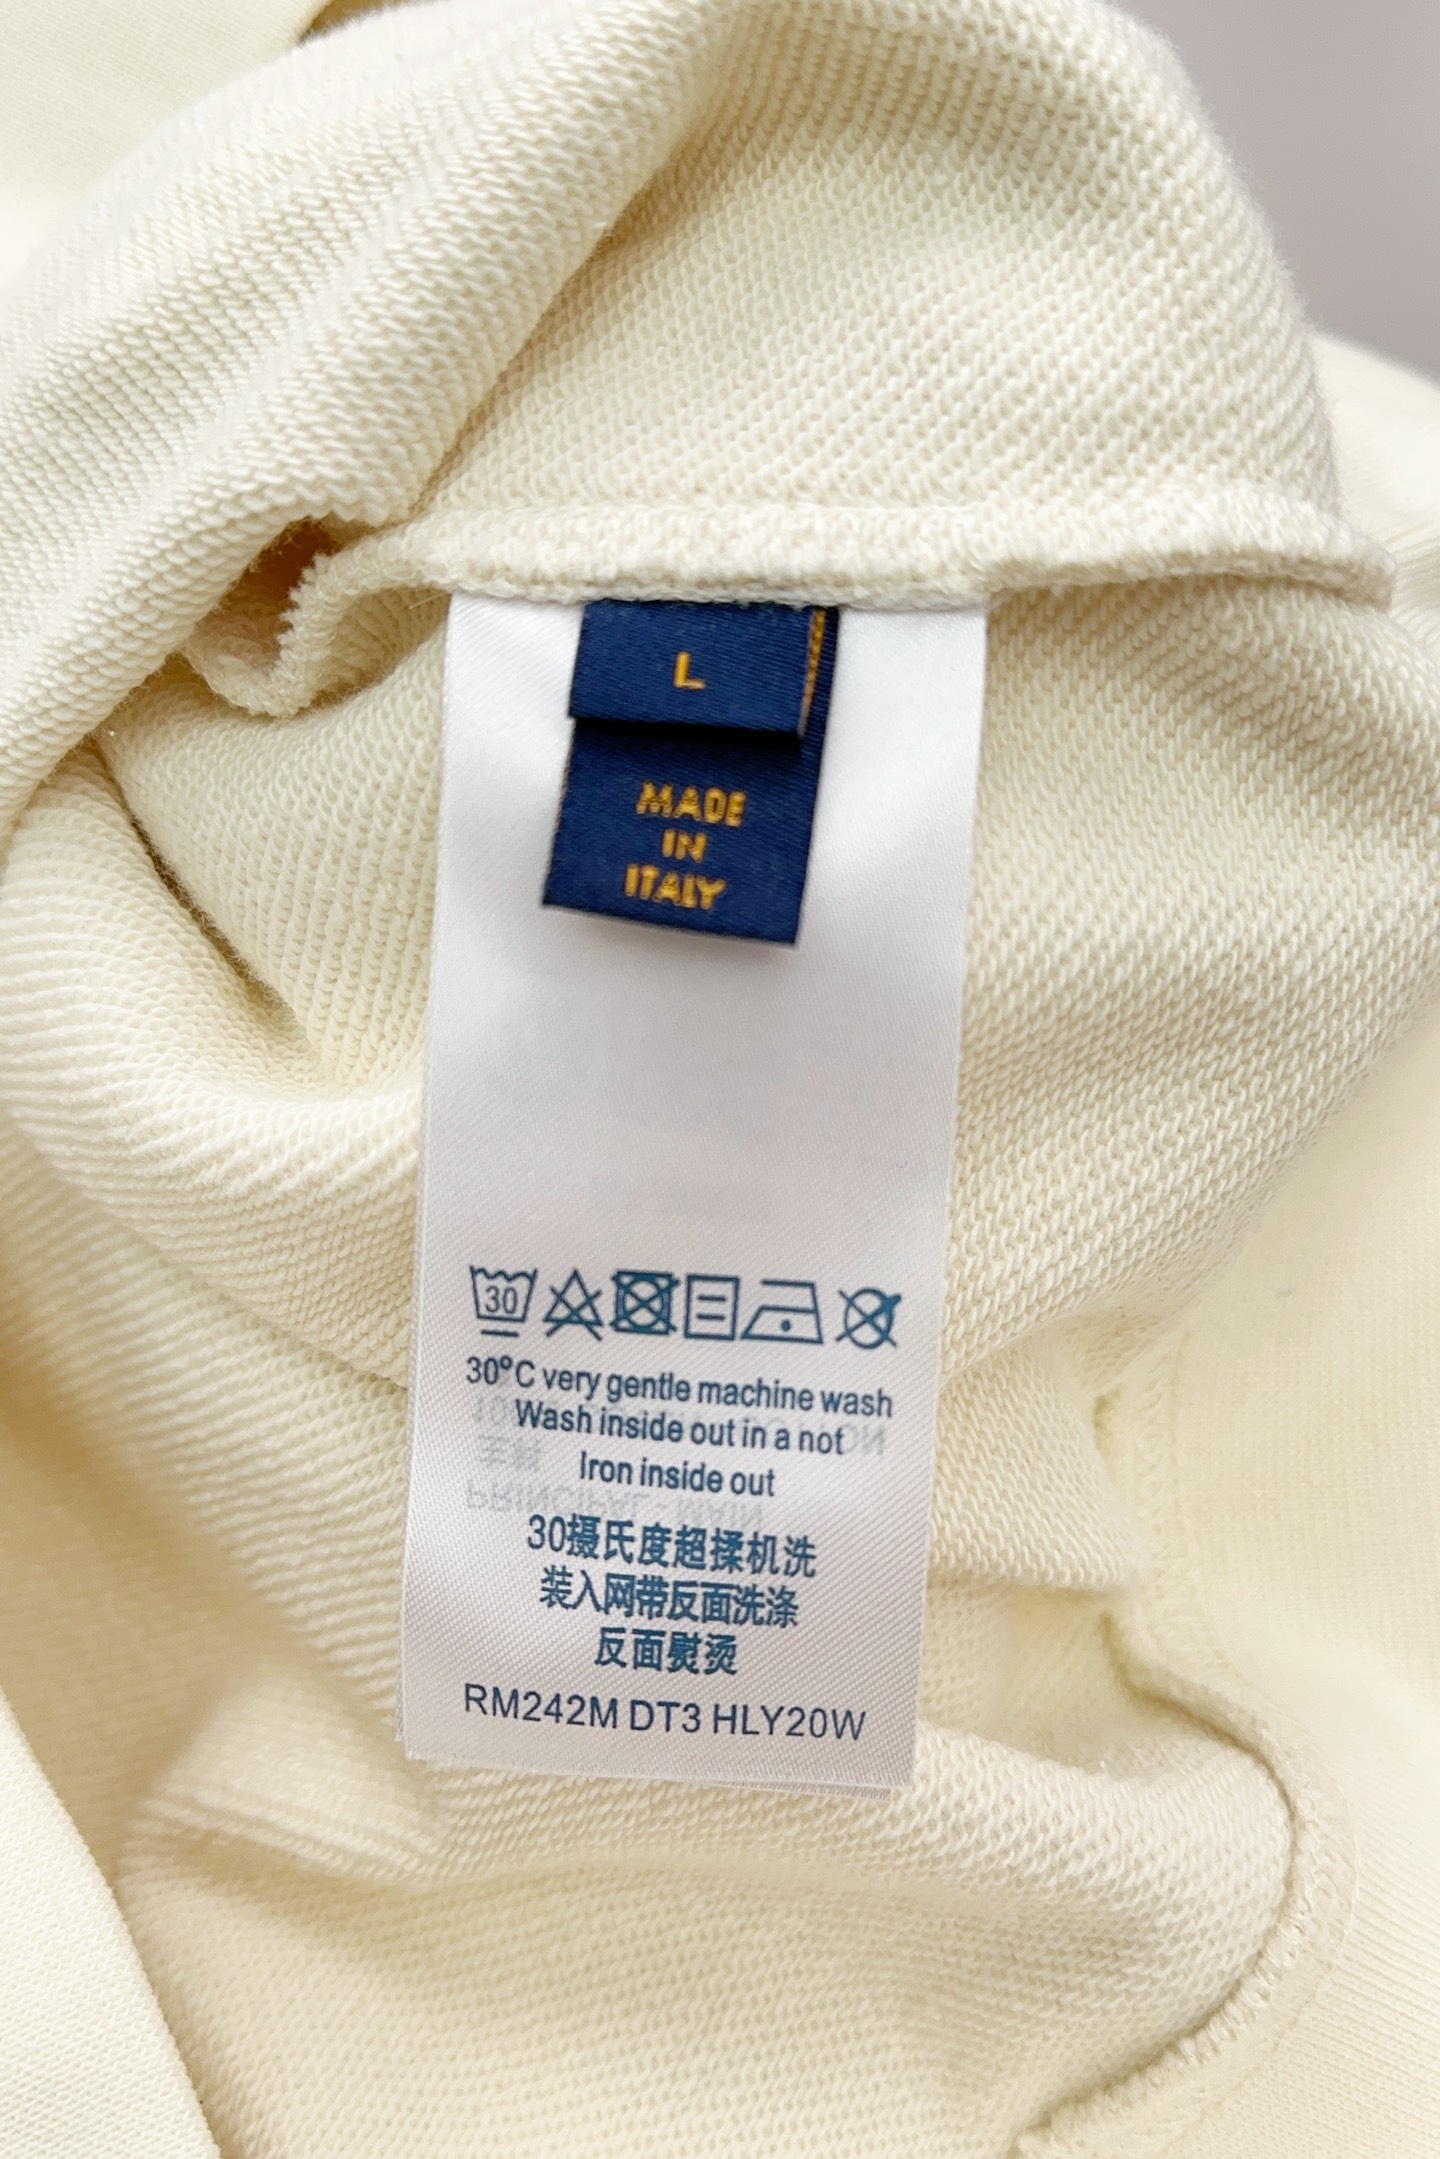 L
MADE
IN
ITALY
30
30°C very gentle machine wash
Wash inside out in a not
Iron inside out
30摄氏度超揉机洗
装入网带反面洗涤
反面熨烫
RM242M DT3 HLY20W